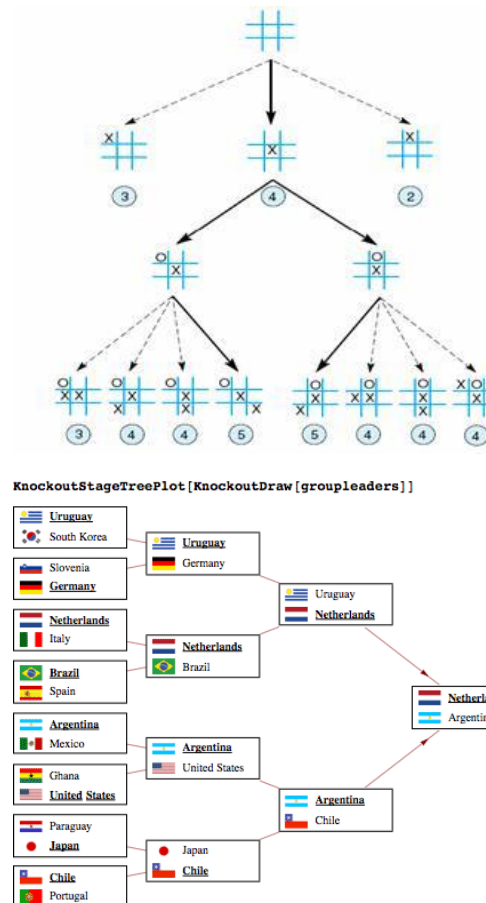 X X X
3 4 2
O O
X X
O O O O O O O X O
X X X X X X X X X X
X X X X X
3 4 4 5 5 4 4 4
KnockoutStageTreePlot[KnockoutDraw[groupleaders]]
Uruguay
South Korea
Slovenia
Germany
Netherlands
Italy
Brazil
Spain
Argentina
Mexico
Ghana
United States
Paraguay
Japan
Chile
Portugal
Uruguay
Germany
Netherlands
Brazil
Argentina
United States
Japan
Chile
Uruguay
Netherlands
Argentina
Chile
Netherla
Argentin